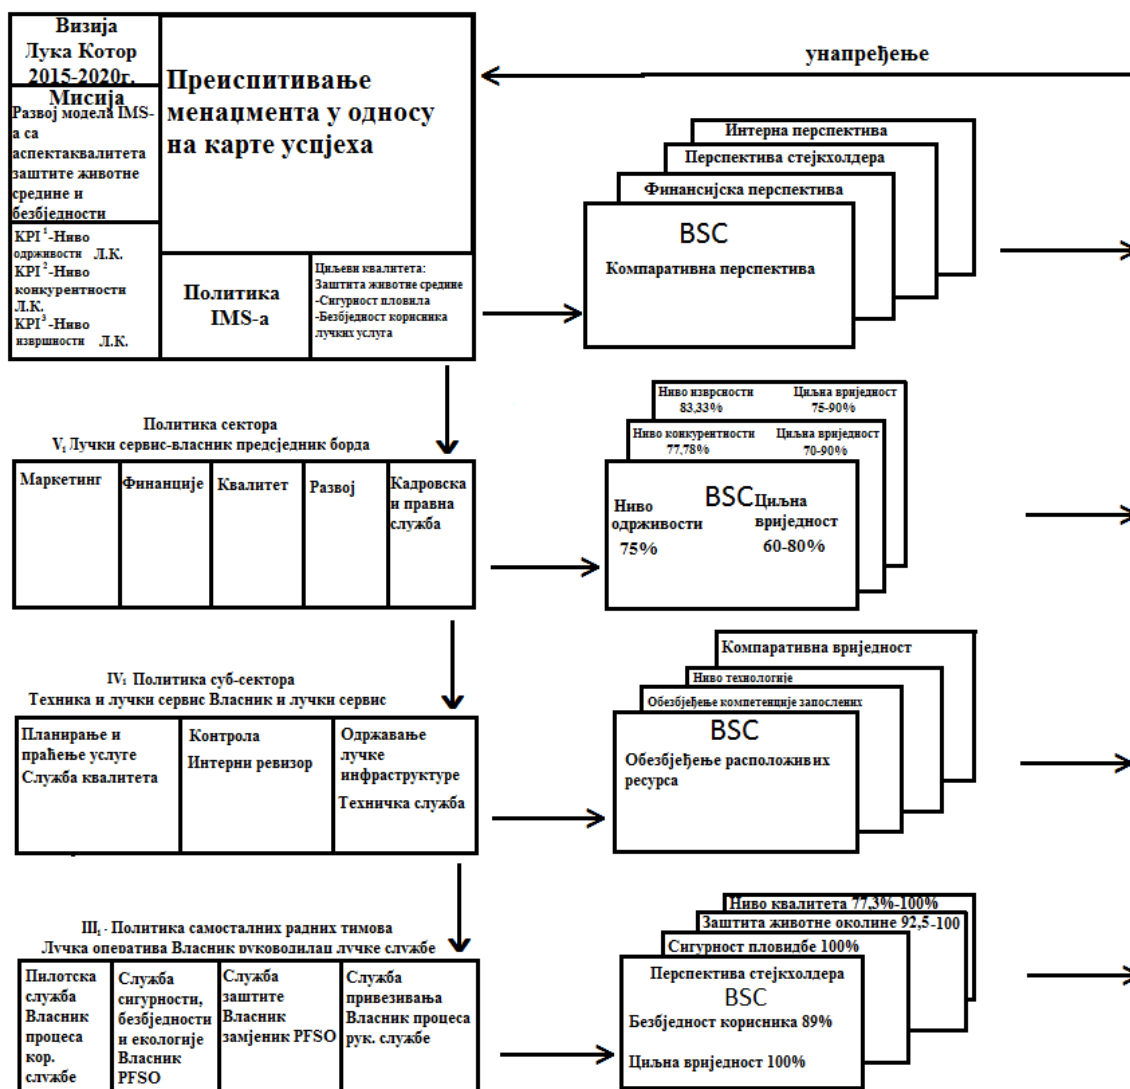 Визија
Лука Котор
2015-2020г.
Мисија
Развој модела IMS-
а са
аспектаквалитета
заштите животне
средине и
безбједности
KPI 1-Ниво
одрживости Л.К.
KPI 2-Ниво
конкурентности
Л.К.
KPI 3-Ниво
извршности Л.К.
Преиспитивање
менаџмента у односу
на карте успјеха
Политика
IMS-а
Циљеви квалитета:
Заштита животне средине
-Сигурност пловила
-Безбједност корисника
лучких услуга
унапређење
Интерна перспектива
Перспектива стејкхолдера
Финансијска перспектива
BSC
Компаративна перспектива
Политика сектора
V1 Лучки сервис-власник предсједник борда
Маркетинг
Финанције
Квалитет
Развој
Кадровска
и правна
служба
Ниво изврсности Циљна вриједност
83,33% 75-90%
Ниво конкурентности Циљна вриједност
77,78% 70-90%
BSC
Ниво
одрживости
75%
Циљна
вриједност
60-80%
IV1 Политика суб-сектора
Техника и лучки сервис Власник и лучки сервис
Планирање и
праћење услуге
Служба квалитета
Контрола
Интерни ревизор
Одржавање
лучке
инфраструктуре
Техничка служба
Компаративна вриједност
Ниво технологије
Обезбјеђење компетенције запослених
BSC
Обезбјеђење расположивих
ресурса
III1 - Политика самосталних радних тимова
Лучка оператива Власник руководилац лучке службе
Пилотска
служба
Власник
процеса
кор.
службе
Служба
сигурности,
безбједности
и екологије
Власник
PFSO
Служба
заштите
Власник
замјеник PFSO
Служба
привезивања
Власник процеса
рук. службе
Ниво квалитета 77,3%-100%
Заштита животне околине 92,5-100
Сигурност пловидбе 100%
Перспектива стејкхолдера
BSC
Безбједност корисника 89%
Циљна вриједност 100%